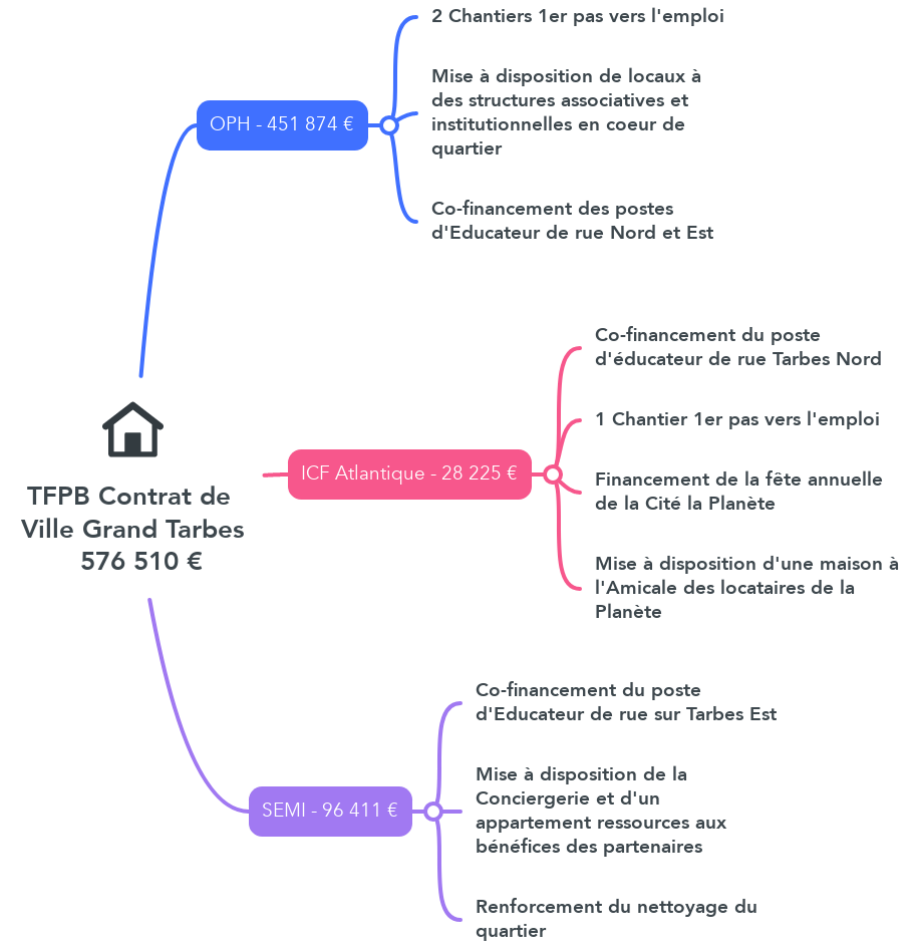 TFPB Contrat de
Ville Grand Tarbes
576 510 €
OPH - 451 874 €
2 Chantiers 1er pas vers l'emploi
Mise à disposition de locaux à
des structures associatives et
institutionnelles en coeur de
quartier
Co-financement des postes
d'Educateur de rue Nord et Est
ICF Atlantique - 28 225 €
Co-financement du poste
d'éducateur de rue Tarbes Nord
1 Chantier 1er pas vers l'emploi
Financement de la fête annuelle
de la Cité la Planète
Mise à disposition d'une maison à
l'Amicale des locataires de la
Planète
SEMI - 96 411 €
Co-financement du poste
d'Educateur de rue sur Tarbes Est
Mise à disposition de la
Conciergerie et d'un
appartement ressources aux
bénéfices des partenaires
Renforcement du nettoyage du
quartier